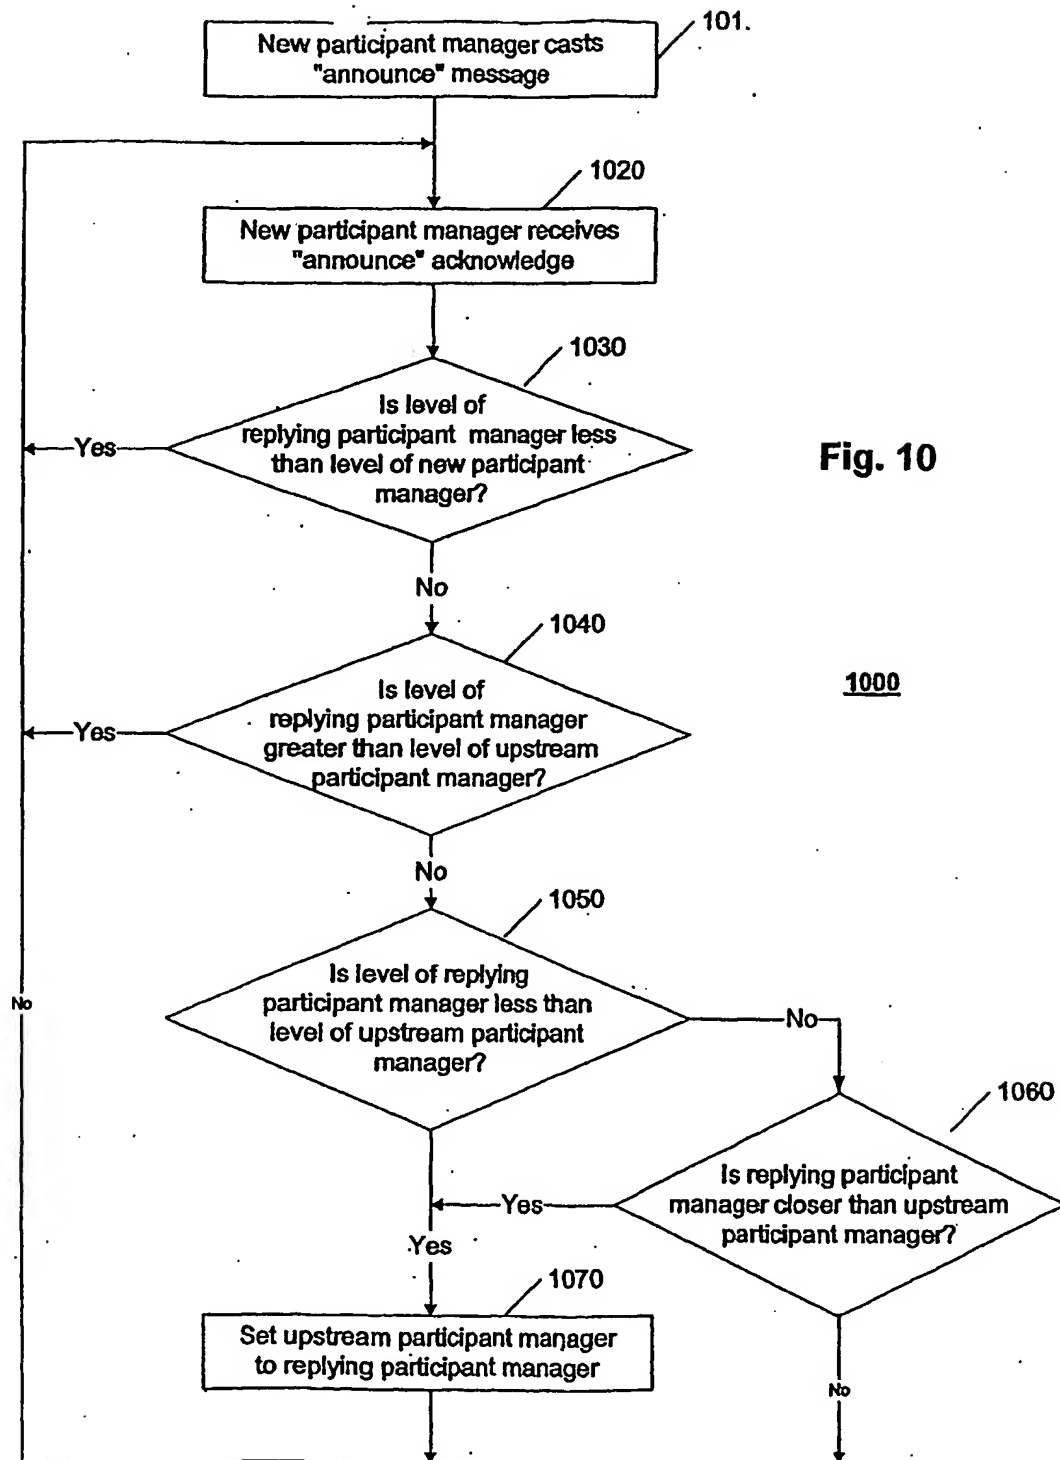 New participant manager casts
"announce" message
101.
1020
New participant manager receives
"announce" acknowledge
1030
Is level of
replying participant manager less
than level of new participant
manager?
Yes
Fig. 10
No
1040
Is level of
replying participant manager
greater than level of upstream
participant manager?
Yes
1000
No
1050
Is level of replying
participant manager less than
level of upstream participant
manager?
No
No
1060
Is replying participant
manager closer than upstream
participant manager?
Yes
Yes
1070
Set upstream participant manager
to replying participant manager
No